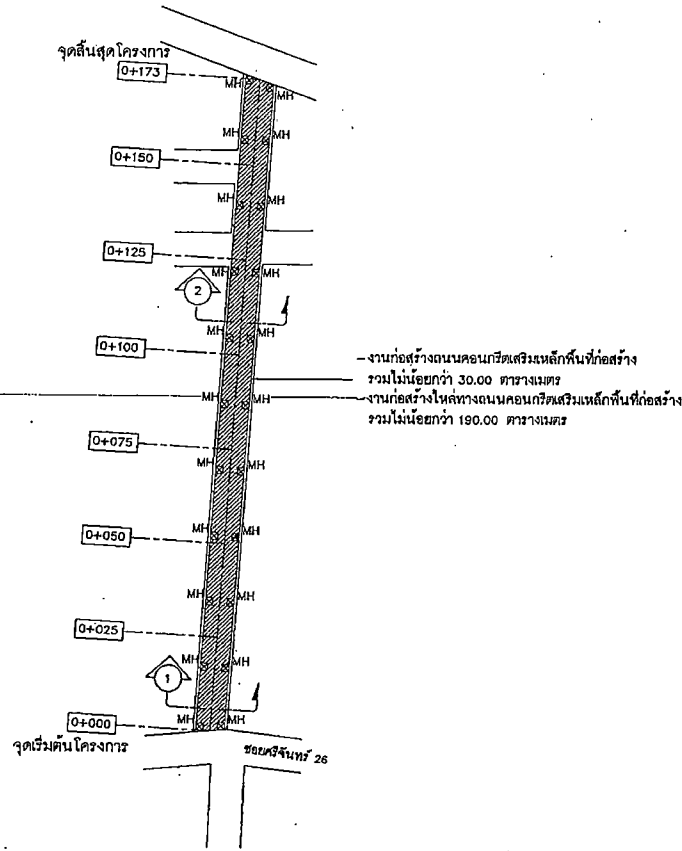 จุดสิ้นสุดโครงการ
0+173
MH
MH
MH
MH
0+150
MH
MH
0+125
MH
MH
2
MH
MH
0+100
-งานก่อสร้างถนนคอนกรีตเสริมเหล็กพื้นที่ก่อสร้าง
รวมไม่น้อยกว่า 30.00 ตารางเมตร
MH
MH
-งานก่อสร้างไหล่ทางถนนคอนกรีตเสริมเหล็กพื้นที่ก่อสร้าง
รวมไม่น้อยกว่า 190.00 ตารางเมตร
0+075
MH
MH
MH
MH
0+050
MH
MH
0+025
MH
MH
1
MH
MH
0+000
จุดเริ่มต้นโครงการ
ซอยศรีจันทร์ 26